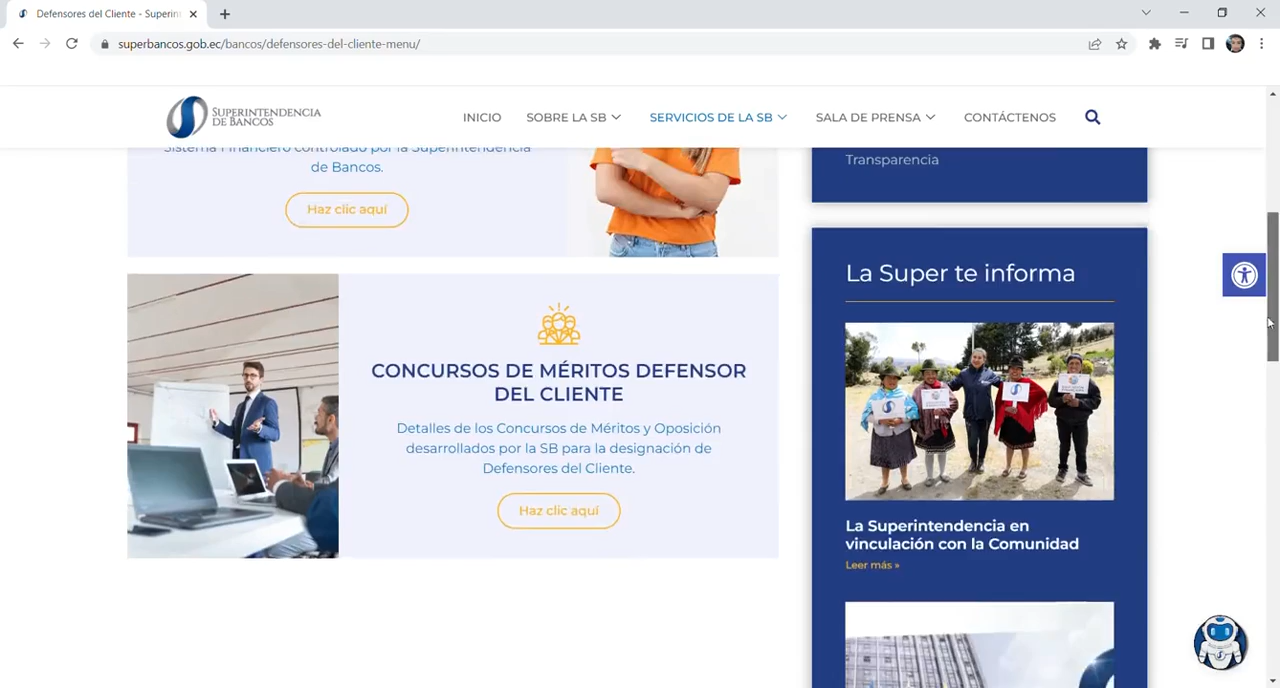 Defensores del Cliente - Superin
superbancos.gob.ec/bancos/defensores-del-cliente-menu/
SUPERINTENDENCIA
DE BANCOS
INICIO
SOBRE LA SB
SERVICIOS DE LA SB
SALA DE PRENSA
CONTÁCTENOS
Sistema Financiero controlado por la Superintendencia
de Bancos.
Haz clic aquí
CONCURSOS DE MÉRITOS DEFENSOR
DEL CLIENTE
Detalles de los Concursos de Méritos y Oposición
desarrollados por la SB para la designación de
Defensores del Cliente.
Haz clic aquí
Transparencia
La Super te informa
La Superintendencia en
vinculación con la Comunidad
Leer más »